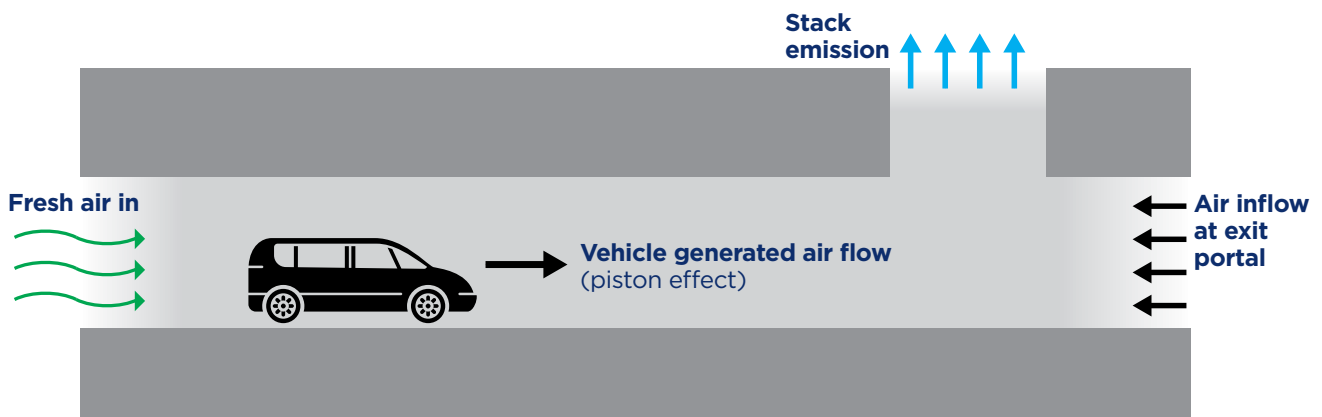 Stack
emission
Fresh air in
Vehicle generated air flow
(piston effect)
Air inflow
at exit
portal